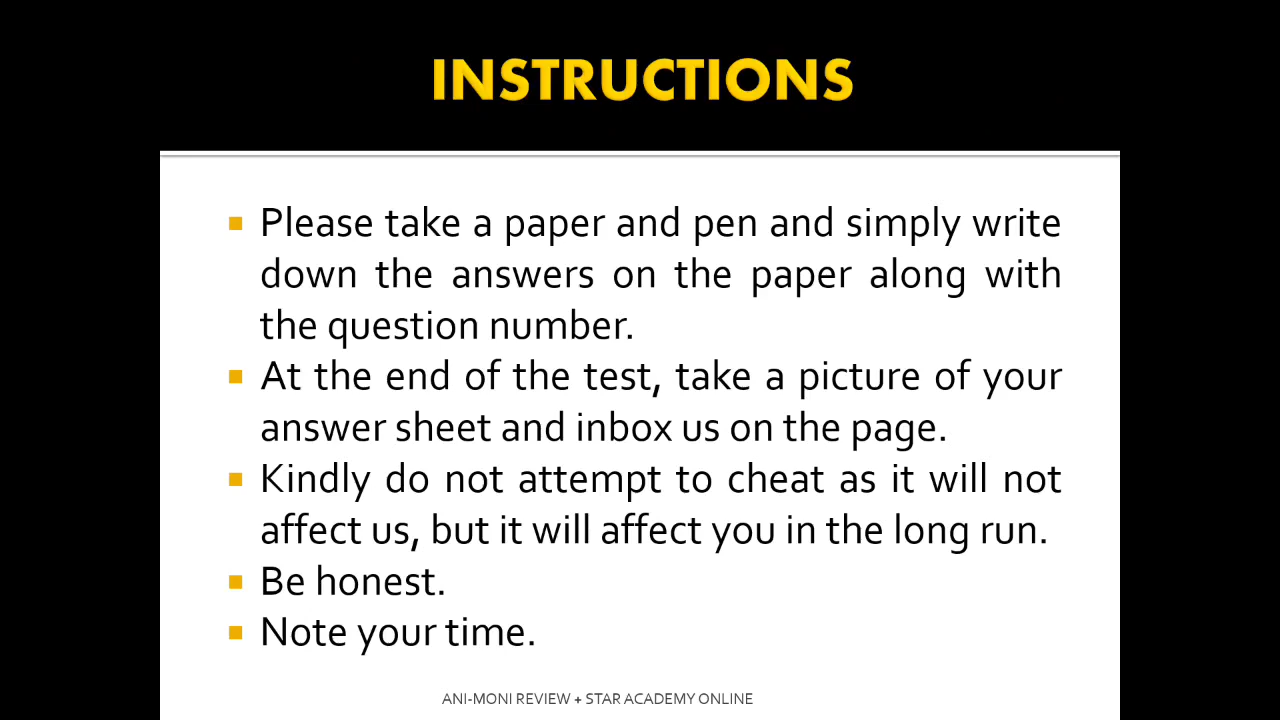 INSTRUCTIONS
Please take a paper and pen and simply write
down the answers on the paper along with
the question number.
At the end of the test, take a picture of your
answer sheet and inbox us on the page.
Kindly do not attempt to cheat as it will not
affect us, but it will affect you in the long run.
Be honest.
Note your time.
ANI-MONI REVIEW + STAR ACADEMY ONLINE